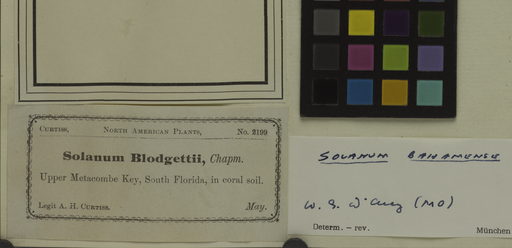 Curtiss, North American Plants, No. 2199
Solanum Blodgettii, Chapm.
Upper Metacombe Key, South Florida, in coral soil.
Legit A. H. Curtiss. May.
SOLANUM BAHAMENSE
W. G. D'Arcy (MO)
Determ. – rev. München